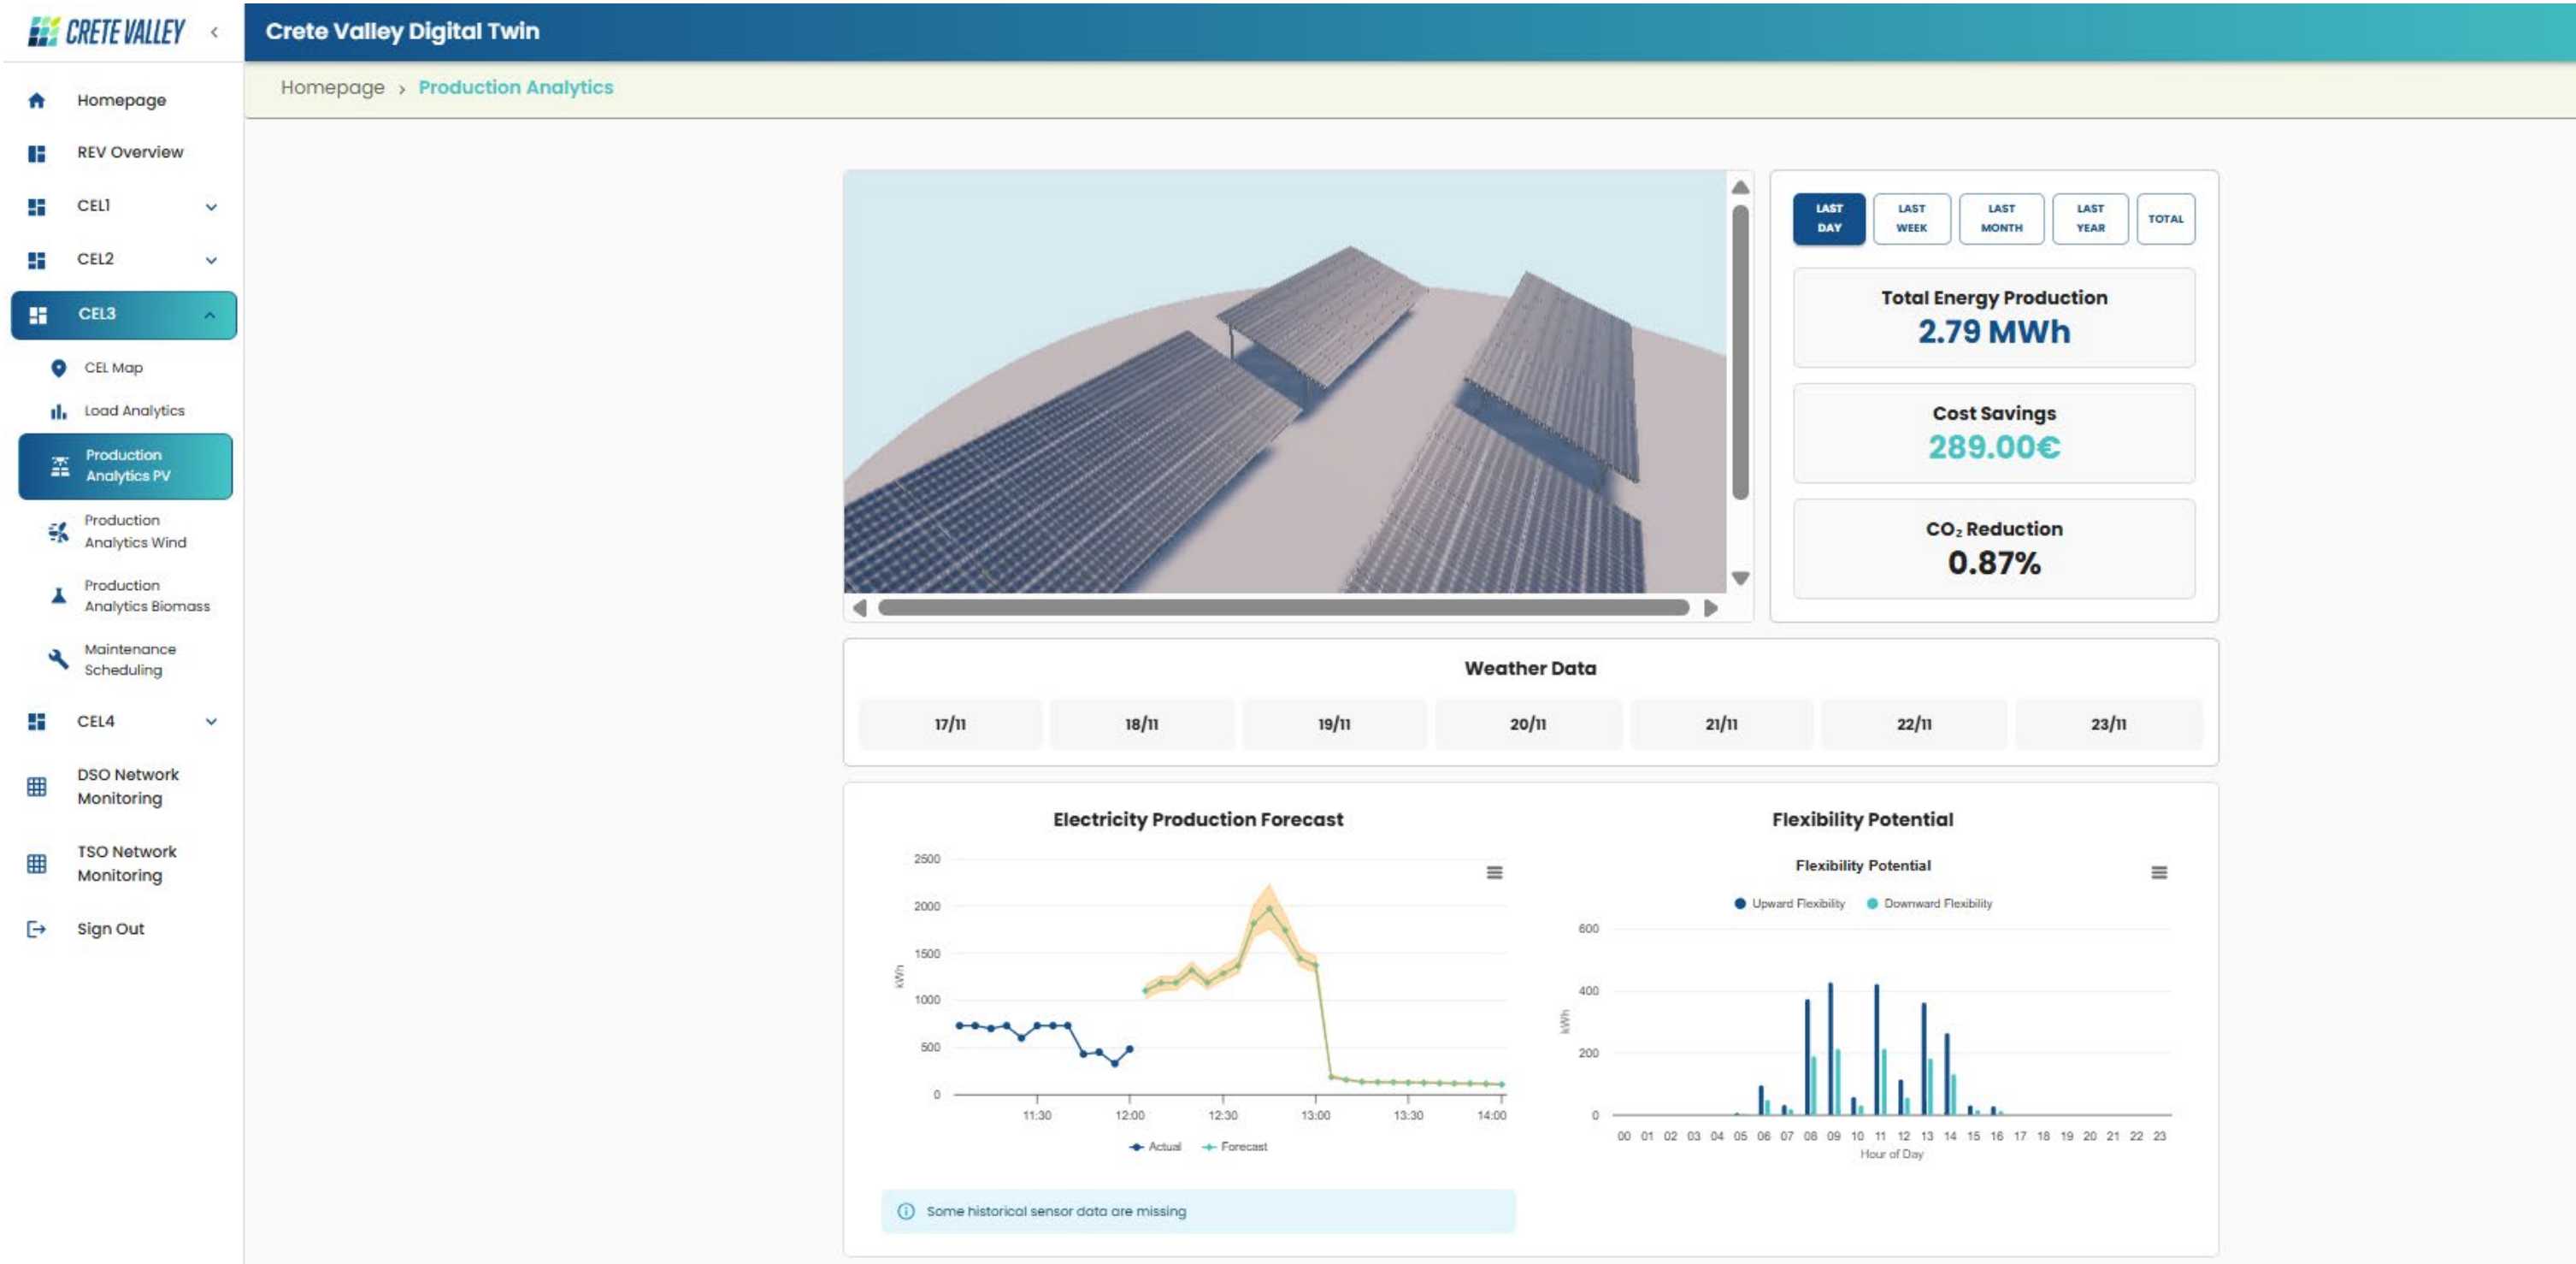 CRETE VALLEY
Crete Valley Digital Twin
Homepage › Production Analytics
Homepage
REV Overview
CEL1
CEL2
CEL3
CEL Map
Load Analytics
Production
Analytics PV
Production
Analytics Wind
Production
Analytics Biomass
Maintenance
Scheduling
CEL4
DSO Network
Monitoring
TSO Network
Monitoring
Sign Out
LAST
DAY
LAST
WEEK
LAST
MONTH
LAST
YEAR
TOTAL
Total Energy Production
2.79 MWh
Cost Savings
289.00€
CO₂ Reduction
0.87%
Weather Data
17/11 18/11 19/11 20/11 21/11 22/11 23/11
Electricity Production Forecast
2500
2000
1500
1000
500
0
kWh
11:30 12:00 12:30 13:00 13:30 14:00
Actual Forecast
Some historical sensor data are missing
Flexibility Potential
Flexibility Potential
Upward Flexibility Downward Flexibility
600
400
200
0
kWh
00 01 02 03 04 05 06 07 08 09 10 11 12 13 14 15 16 17 18 19 20 21 22 23
Hour of Day